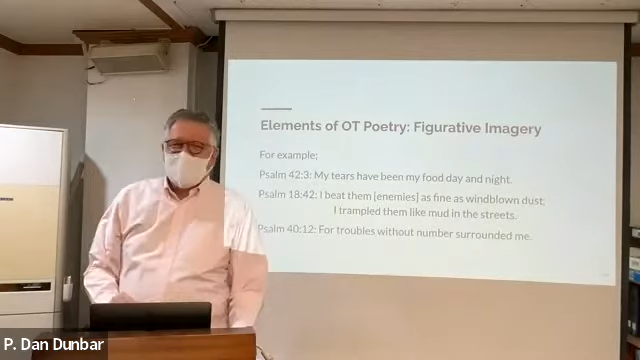 Elements of OT Poetry: Figurative Imagery
For example;
Psalm 42:3: My tears have been my food day and night.
Psalm 18:42: I beat them [enemies] as fine as windblown dust;
I trampled them like mud in the streets.
Psalm 40:12: For troubles without number surrounded me.
P. Dan Dunbar